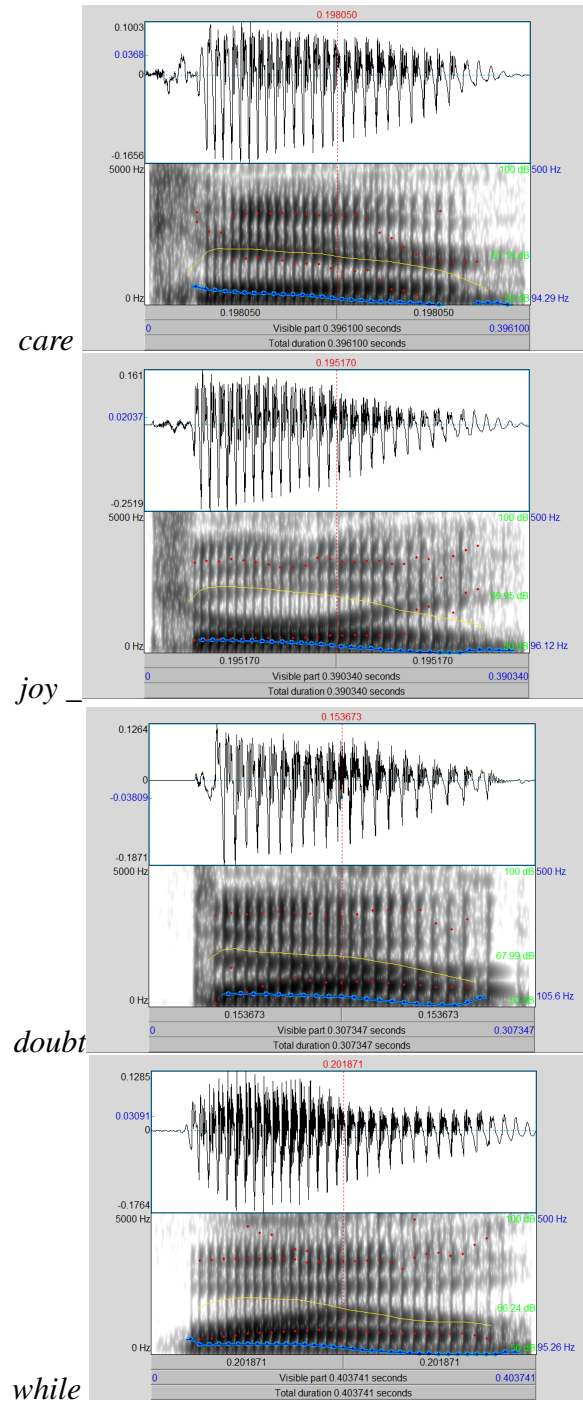 0.198050
0.1003
0.0368
0
-0.1656
5000 Hz 100 dB 500 Hz
0 Hz 94.29 Hz
0.198050 0.198050
0 Visible part 0.396100 seconds 0.396100
care
Total duration 0.396100 seconds
0.195170
0.161
0.02037
-0.2519
5000 Hz 100 dB 500 Hz
69.95 dB
0 Hz 96.12 Hz
0.195170 0.195170
0 Visible part 0.390340 seconds 0.390340
joy _
Total duration 0.390340 seconds
0.153673
0.1264
0
-0.03809
-0.1871
5000 Hz 100 dB 500 Hz
67.99 dB
0 Hz 105.6 Hz
0.153673 0.153673
0 Visible part 0.307347 seconds 0.307347
doubt
Total duration 0.307347 seconds
0.201871
0.1285
0.03091
0
-0.1764
5000 Hz 100 dB 500 Hz
66.24 dB
0 Hz 95.26 Hz
0.201871 0.201871
0 Visible part 0.403741 seconds 0.403741
while
Total duration 0.403741 seconds